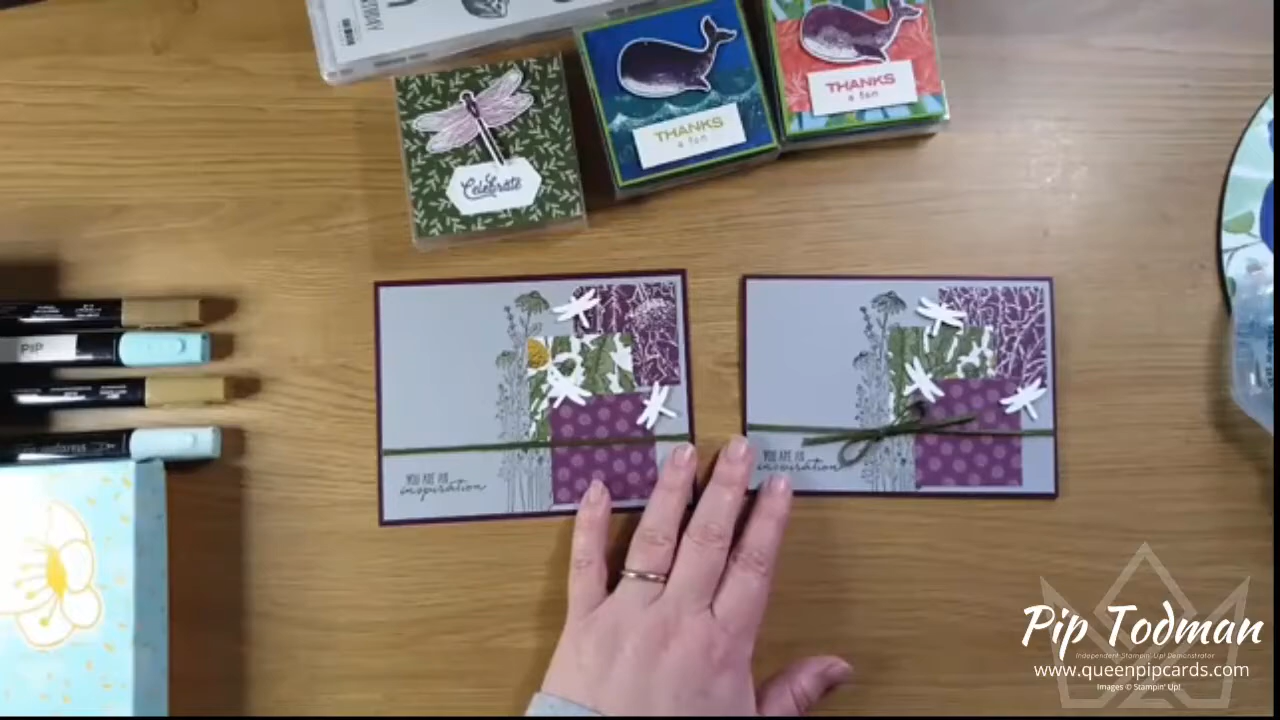 THANKS
a ton
THANKS
a ton
Celebrate
PIP
YOU ARE AN
inspiration
YOU ARE AN
inspiration
Pip Todman
Independent Stampin' Up! Demonstrator
www.queenpipcards.com
Images © Stampin' Up!